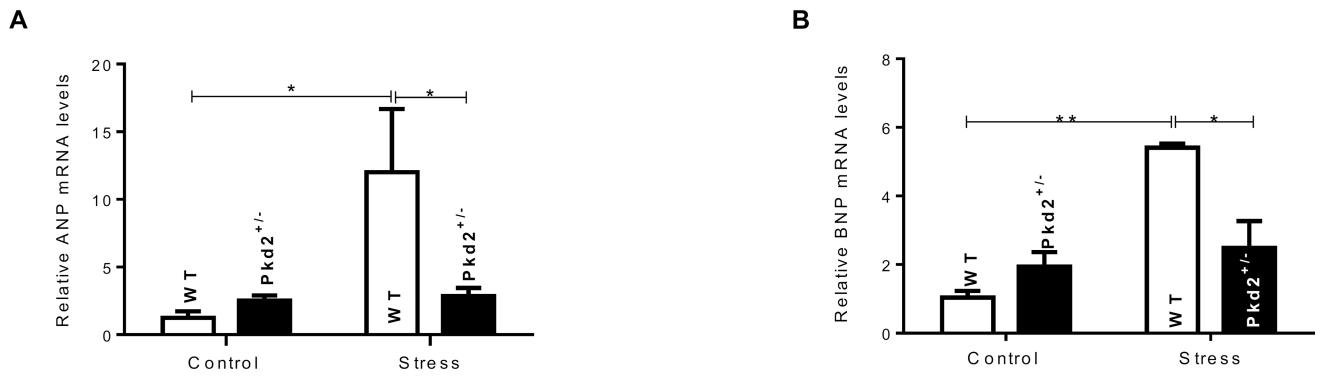 A
Relative ANP mRNA levels
20
15
10
5
0
*
*
WT
Pkd2+/-
WT
Pkd2+/-
Control
Stress
B
Relative BNP mRNA levels
8
6
4
2
0
**
*
WT
Pkd2+/-
WT
Pkd2+/-
Control
Stress